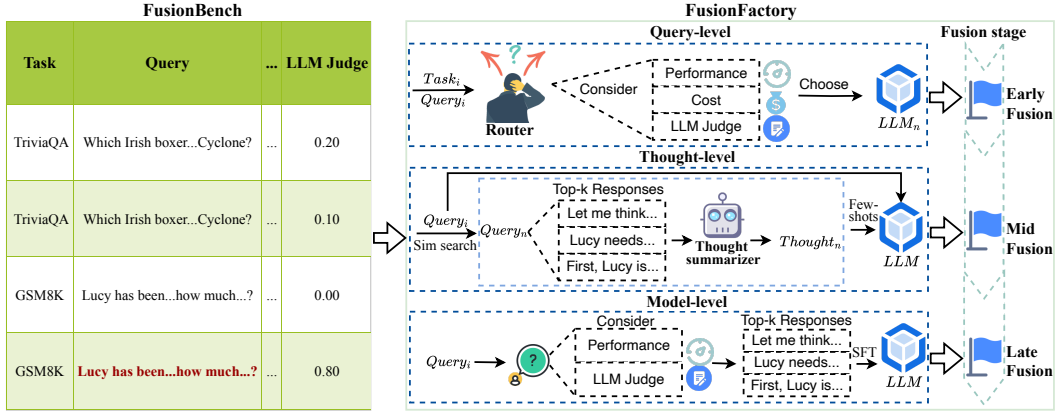 FusionBench
Task Query ... LLM Judge
TriviaQA Which Irish boxer...Cyclone? ... 0.20
TriviaQA Which Irish boxer...Cyclone? ... 0.10
GSM8K Lucy has been...how much...? ... 0.00
GSM8K Lucy has been...how much...? ... 0.80
FusionFactory
Query-level
Fusion stage
Task_i
Query_i
?
Router
Consider
Performance
Cost
LLM Judge
$
Choose
LLM_n
Early
Fusion
Thought-level
Query_i
Sim search
Query_n
Top-k Responses
Let me think...
Lucy needs...
First, Lucy is...
Thought
summarizer
Thought_n
Few-
shots
LLM
Mid
Fusion
Model-level
Query_i
?
Consider
Performance
LLM Judge
Top-k Responses
Let me think...
Lucy needs...
First, Lucy is...
SFT
LLM
Late
Fusion